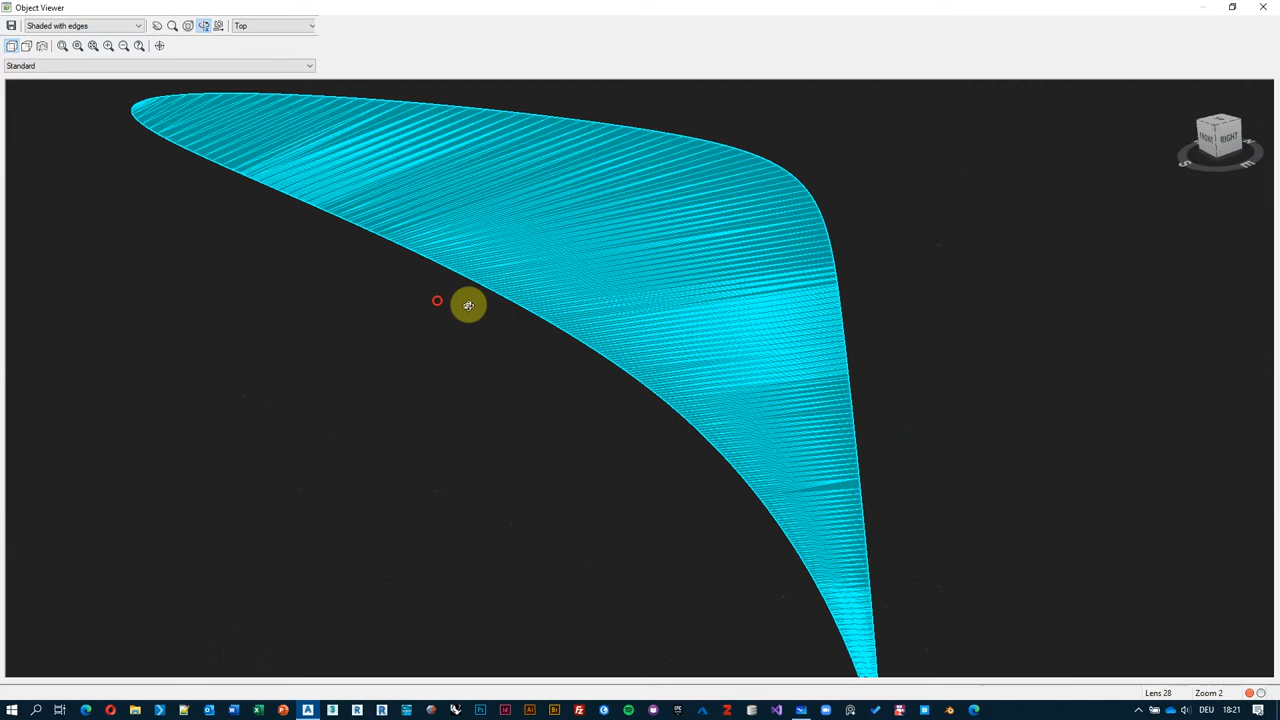 Object Viewer
Shaded with edges
Top
Standard
FRONT
RIGHT
S
E
Lens 28
Zoom 2
DEU
18:21